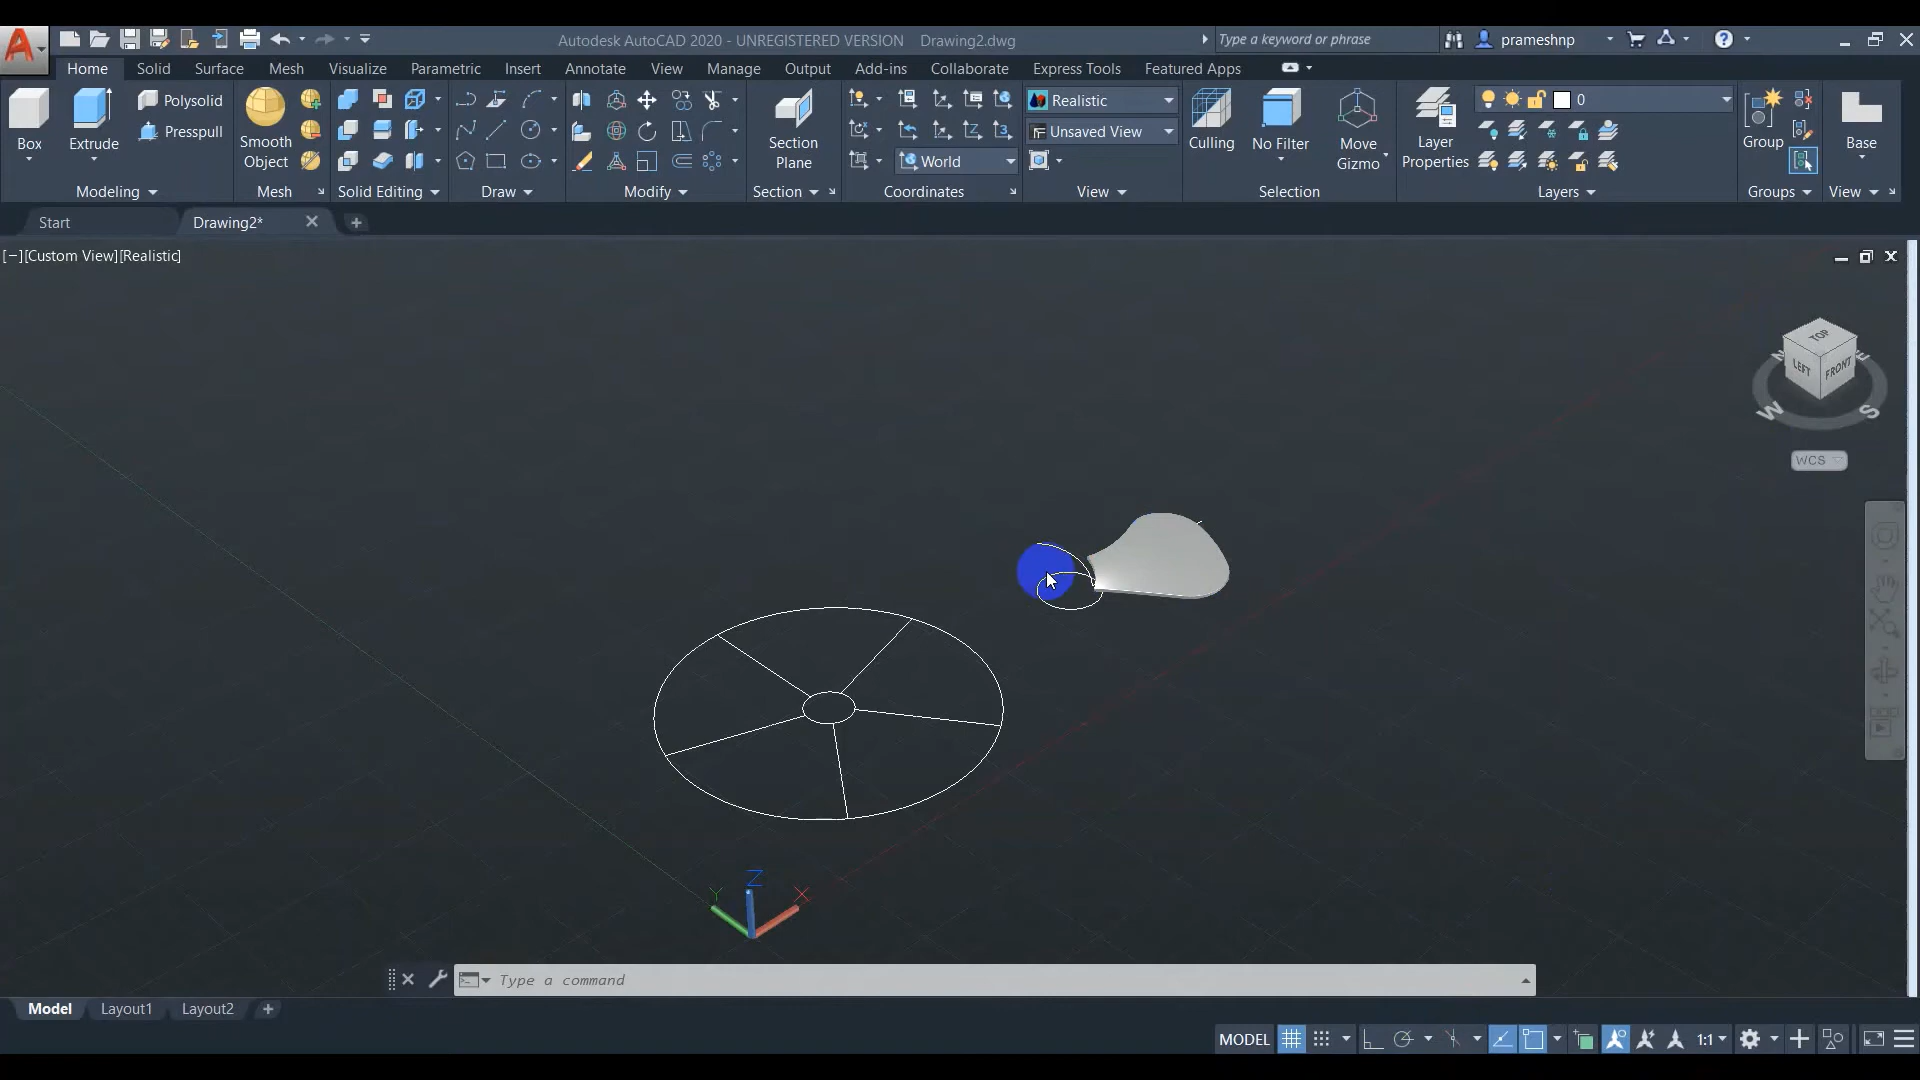 Autodesk AutoCAD 2020 - UNREGISTERED VERSION Drawing2.dwg
Type a keyword or phrase
prameshnp
Home Solid Surface Mesh Visualize Parametric Insert Annotate View Manage Output Add-ins Collaborate Express Tools Featured Apps
Box
Extrude
Polysolid
Presspull
Smooth
Object
Section
Plane
World
Realistic
Unsaved View
Culling
No Filter
Move
Gizmo
Layer
Properties
0
Group
Base
Modeling Mesh Solid Editing Draw Modify Section Coordinates View Selection Layers Groups View
Start
Drawing2*
[−][Custom View][Realistic]
TOP
LEFT
FRONT
N
E
W
S
WCS
Z
Y
X
Type a command
Model Layout1 Layout2
MODEL
1:1